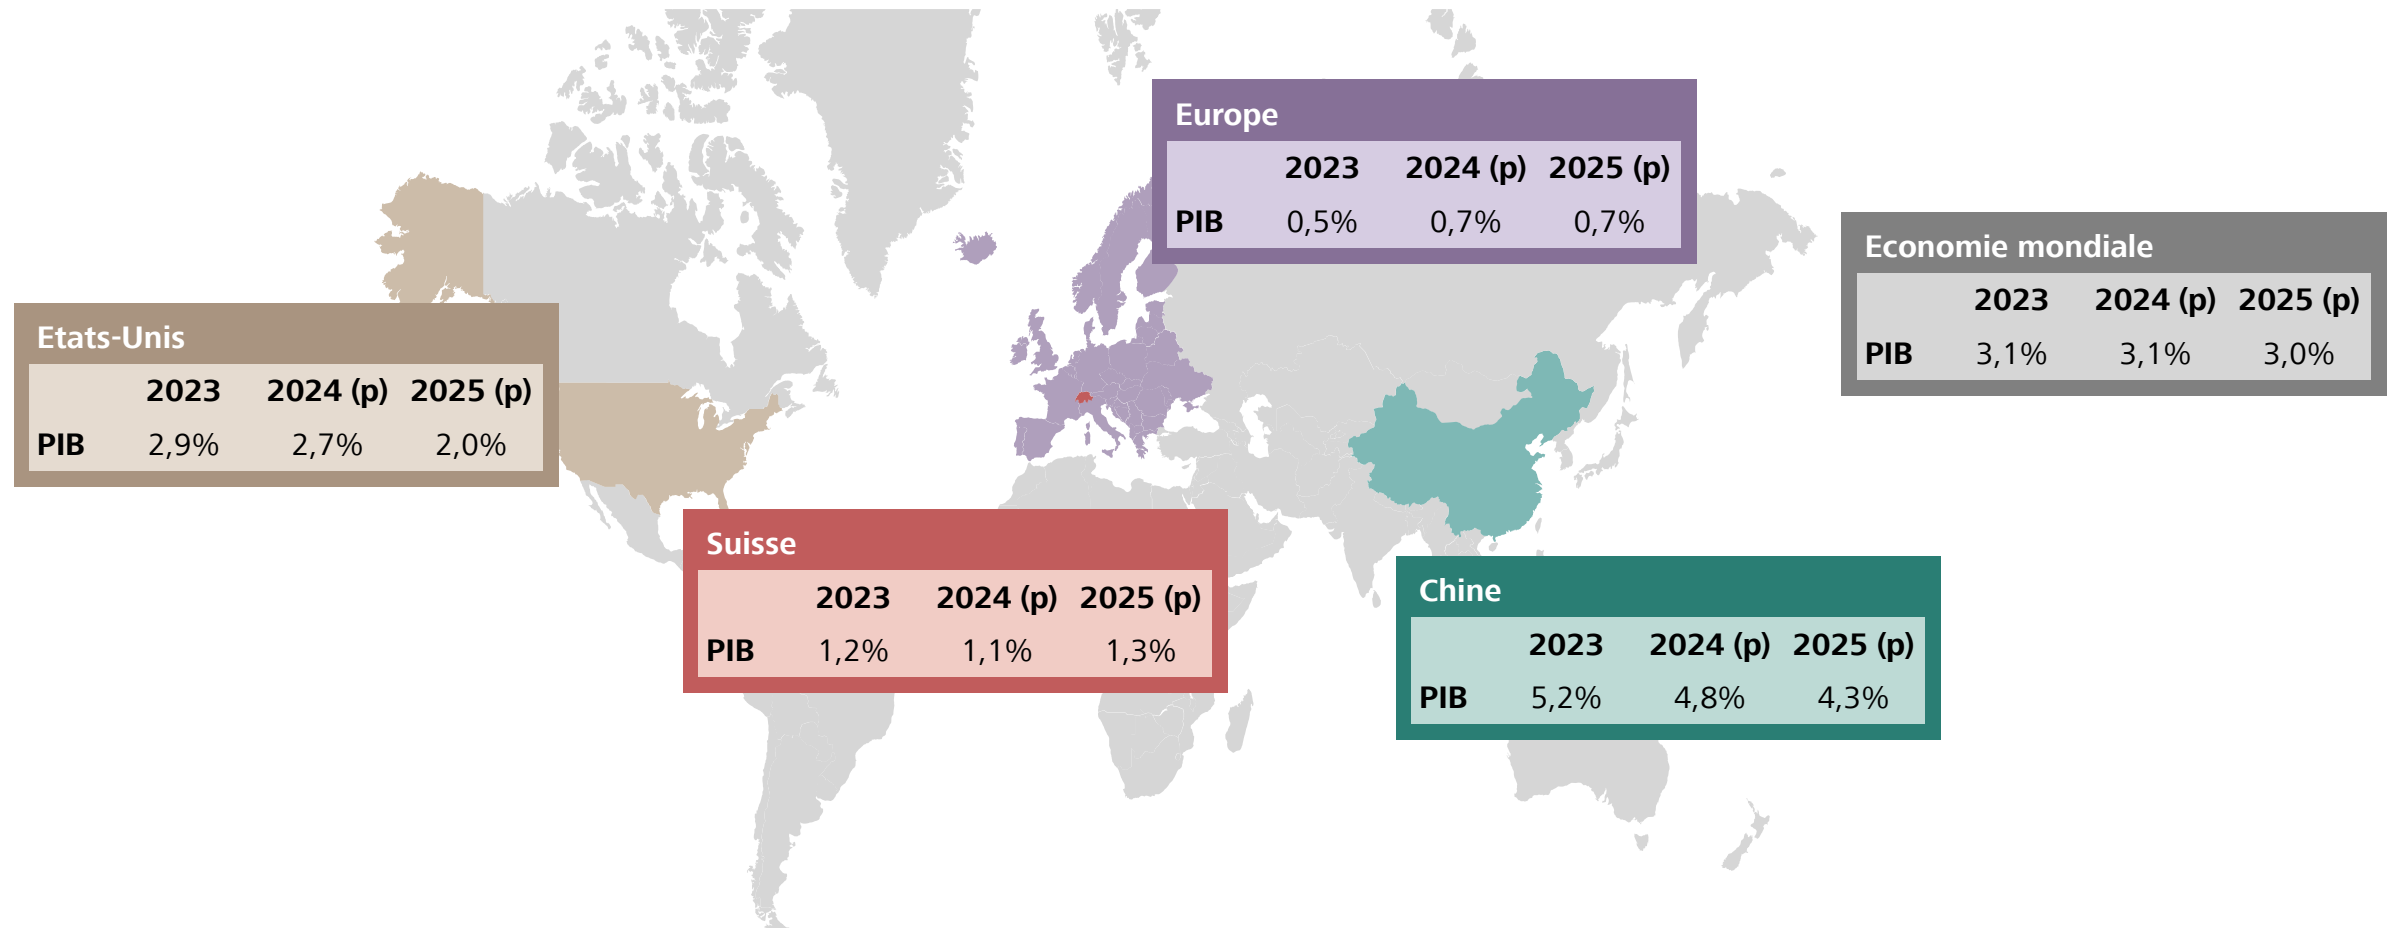 Europe
2023 2024 (p) 2025 (p)
PIB 0,5% 0,7% 0,7%
Economie mondiale
2023 2024 (p) 2025 (p)
PIB 3,1% 3,1% 3,0%
Etats-Unis
2023 2024 (p) 2025 (p)
PIB 2,9% 2,7% 2,0%
Suisse
2023 2024 (p) 2025 (p)
PIB 1,2% 1,1% 1,3%
Chine
2023 2024 (p) 2025 (p)
PIB 5,2% 4,8% 4,3%